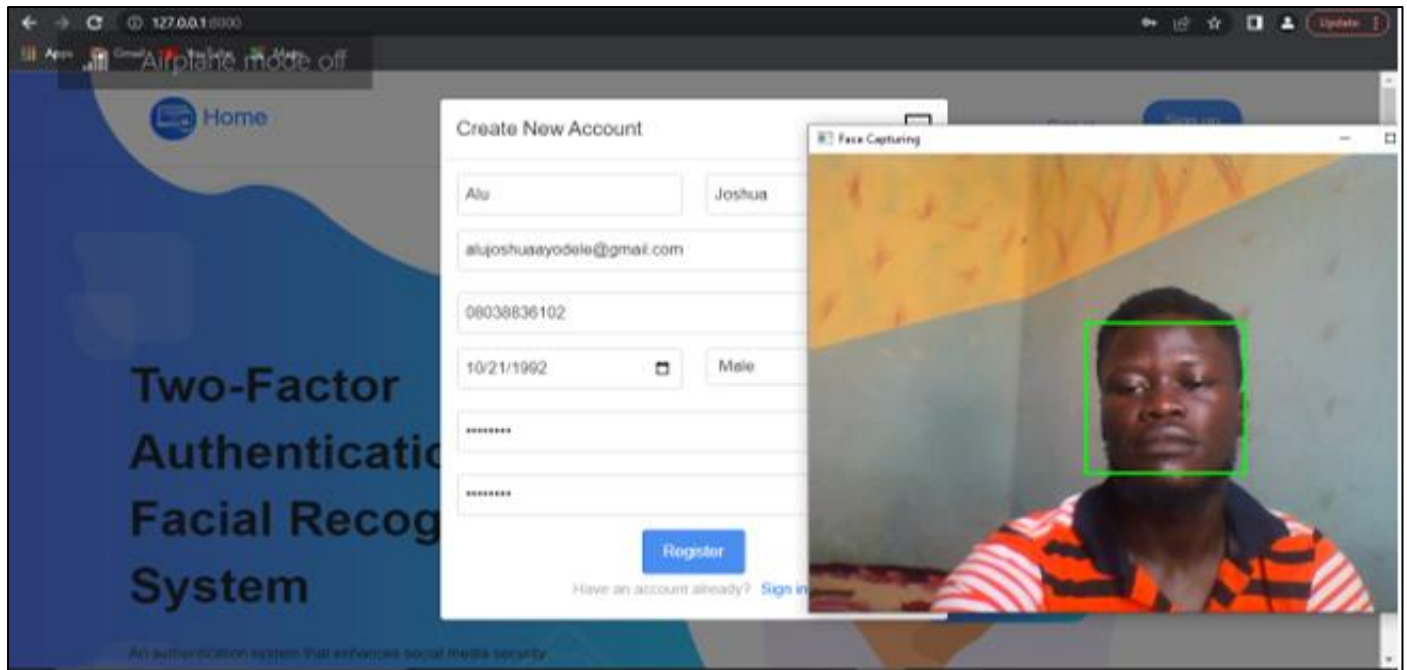 127.0.0.1:8000
Update
Apps Gmail YouTube Maps
Airplane mode off
Home
Sign up
Create New Account
Face Capturing
Alu
Joshua
alujoshuaayodele@gmail.com
08038836102
10/21/1992
Male
Two-Factor
Authenticatic
Facial Recog
System
Register
Have an account already? Sign in
An authentication system that enhances social media security